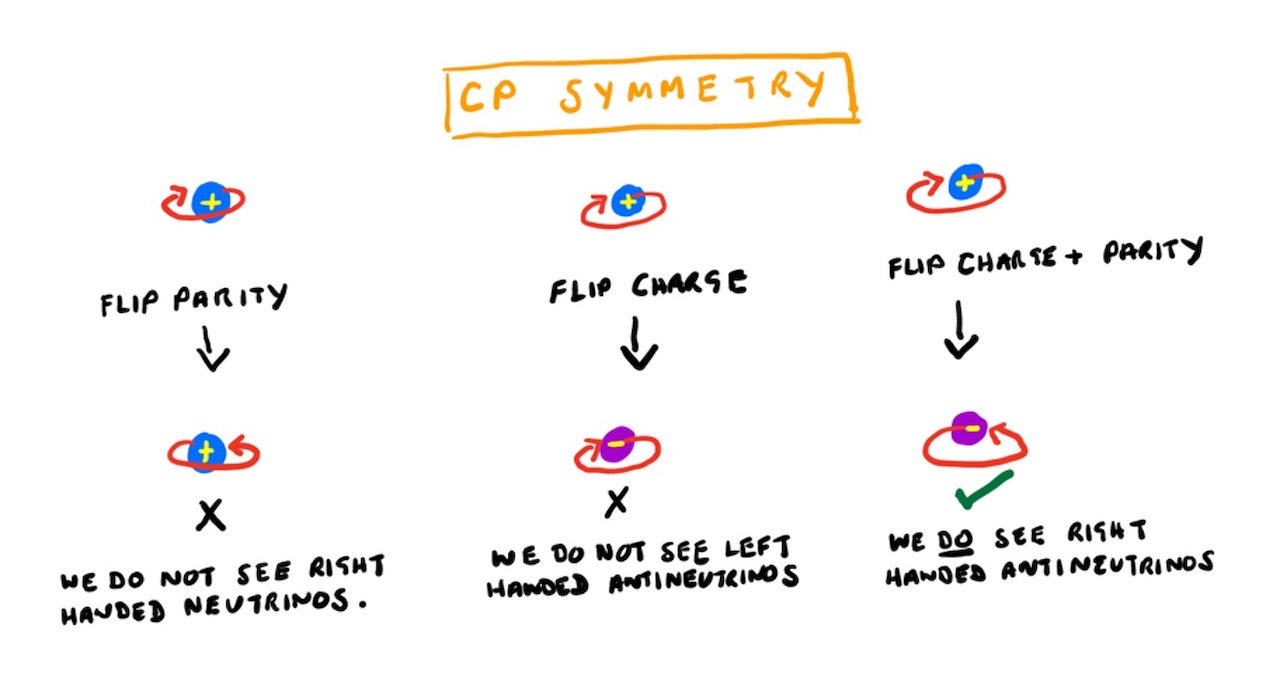 CP SYMMETRY
+
+
+
FLIP PARITY
FLIP CHARGE
FLIP CHARGE + PARITY
+
-
-
X
X
WE DO NOT SEE RIGHT
HANDED NEUTRINOS.
WE DO NOT SEE LEFT
HANDED ANTINEUTRINOS
WE DO SEE RIGHT
HANDED ANTINEUTRINOS